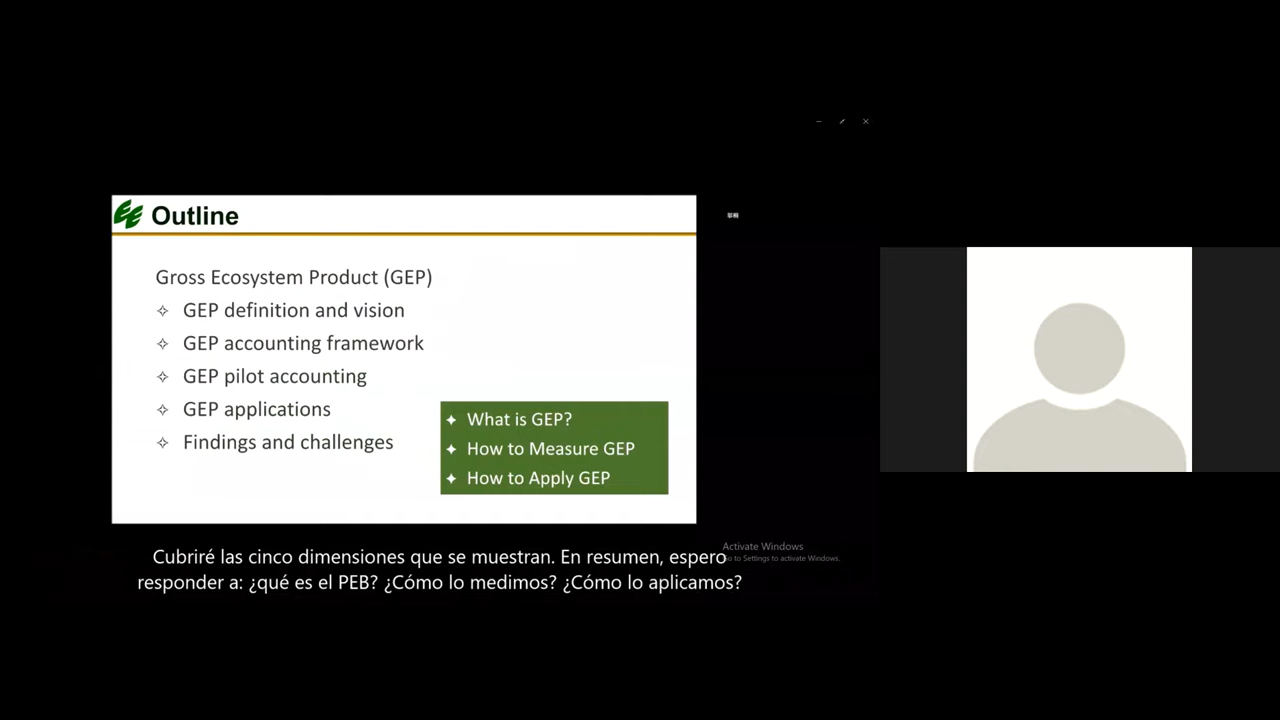 Outline
Gross Ecosystem Product (GEP)
GEP definition and vision
GEP accounting framework
GEP pilot accounting
GEP applications
Findings and challenges
What is GEP?
How to Measure GEP
How to Apply GEP
Activate Windows
Go to Settings to activate Windows.
Cubriré las cinco dimensiones que se muestran. En resumen, espero
responder a: ¿qué es el PEB? ¿Cómo lo medimos? ¿Cómo lo aplicamos?